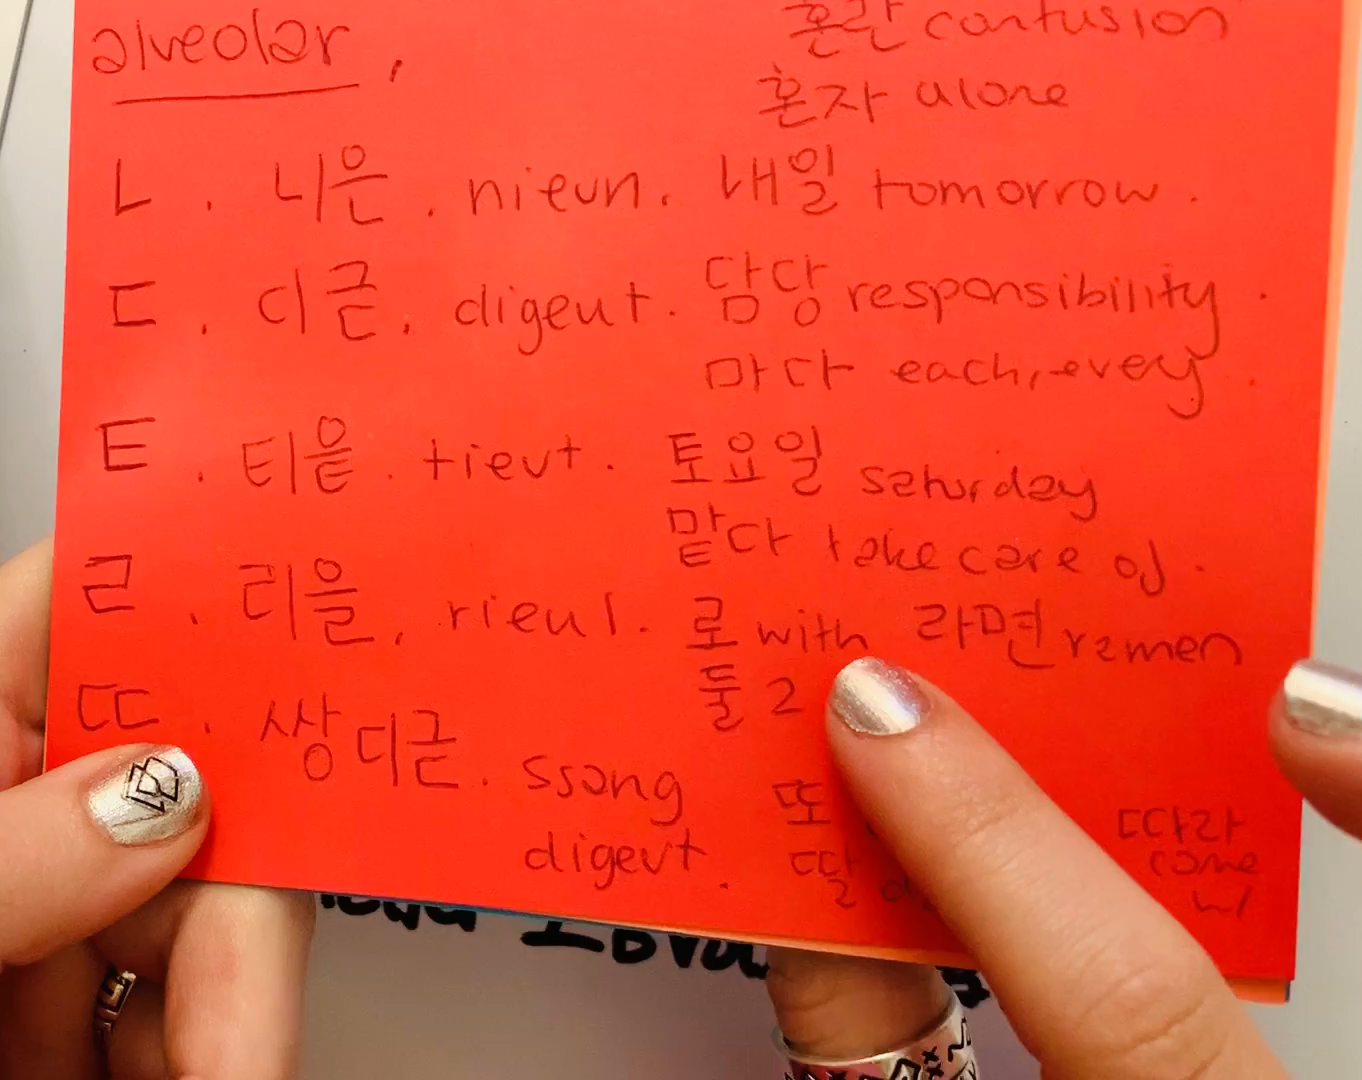 혼란 confusion
alveolar,
혼자 alone
ㄴ. 니은. nieun. 내일 tomorrow.
ㄷ. 디귿. digeut. 담당 responsibility.
마다 each, every.
ㅌ. 티읕. tieut. 토요일 saturday
맡다 take care of.
ㄹ. 리을. rieul. 로 with 라면 ramen
둘 2
ㄸ. 쌍디귿. ssang
digeut.
또
따라
딸
come
w/